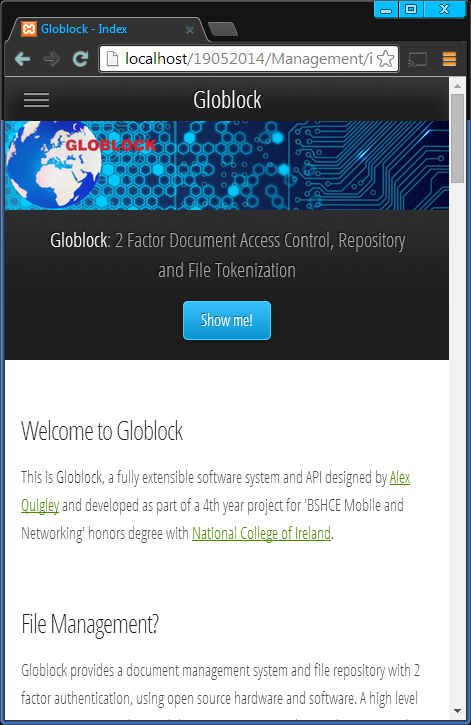 Globlock - Index
localhost/19052014/Management/i
Globlock
GLOBLOCK
Globlock: 2 Factor Document Access Control, Repository
and File Tokenization
Show me!
Welcome to Globlock
This is Globlock, a fully extensible software system and API designed by Alex
Quigley and developed as part of a 4th year project for 'BSHCE Mobile and
Networking' honors degree with National College of Ireland.
File Management?
Globlock provides a document management system and file repository with 2
factor authentication, using open source hardware and software. A high level